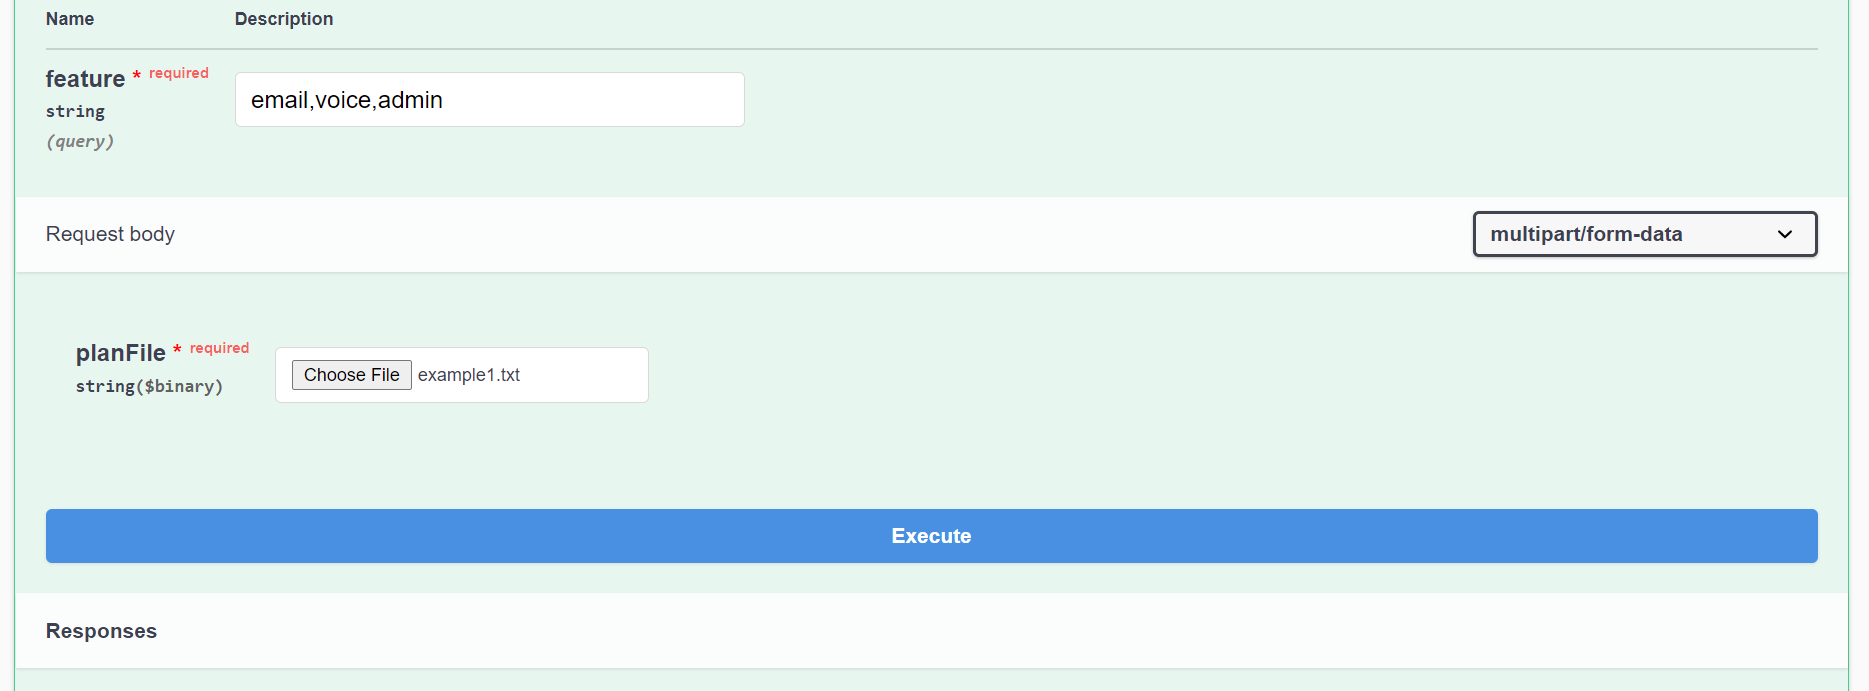 Name Description
feature * required
email,voice,admin
string
(query)
Request body multipart/form-data
planFile * required
Choose File example1.txt
string($binary)
Execute
Responses